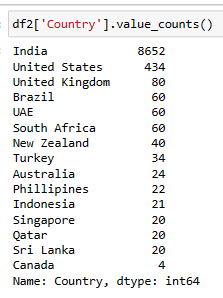 df2['Country'].value_counts()
India 8652
United States 434
United Kingdom 80
Brazil 60
UAE 60
South Africa 60
New Zealand 40
Turkey 34
Australia 24
Phillipines 22
Indonesia 21
Singapore 20
Qatar 20
Sri Lanka 20
Canada 4
Name: Country, dtype: int64